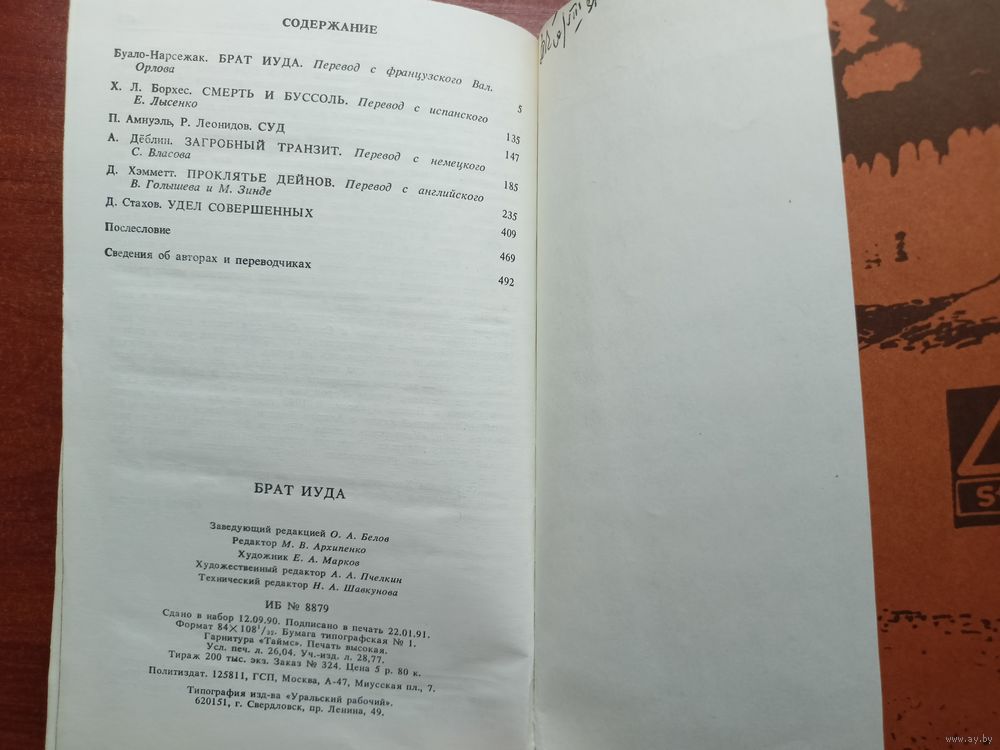 СОДЕРЖАНИЕ
Буало-Нарсежак. БРАТ ИУДА. Перевод с французского Вал.
Орлова
5
Х. Л. Борхес. СМЕРТЬ И БУССОЛЬ. Перевод с испанского
Е. Лысенко
135
П. Амнуэль, Р. Леонидов. СУД
147
А. Дёблин. ЗАГРОБНЫЙ ТРАНЗИТ. Перевод с немецкого
С. Власова
185
Д. Хэмметт. ПРОКЛЯТЬЕ ДЕЙНОВ. Перевод с английского
В. Голышева и М. Зинде
235
Д. Стахов. УДЕЛ СОВЕРШЕННЫХ
409
Послесловие
469
Сведения об авторах и переводчиках
492
БРАТ ИУДА
Заведующий редакцией О. А. Белов
Редактор М. В. Архипенко
Художник Е. А. Марков
Художественный редактор А. А. Пчелкин
Технический редактор Н. А. Шавкунова
ИБ № 8879
Сдано в набор 12.09.90. Подписано в печать 22.01.91.
Формат 84×108¹/₃₂. Бумага типографская № 1.
Гарнитура «Таймс». Печать высокая.
Усл. печ. л. 26,04. Уч.-изд. л. 28,77.
Тираж 200 тыс. экз. Заказ № 324. Цена 5 р. 80 к.
Политиздат. 125811, ГСП, Москва, А-47, Миусская пл., 7.
Типография изд-ва «Уральский рабочий».
620151, г. Свердловск, пр. Ленина, 49.
www.ay.by